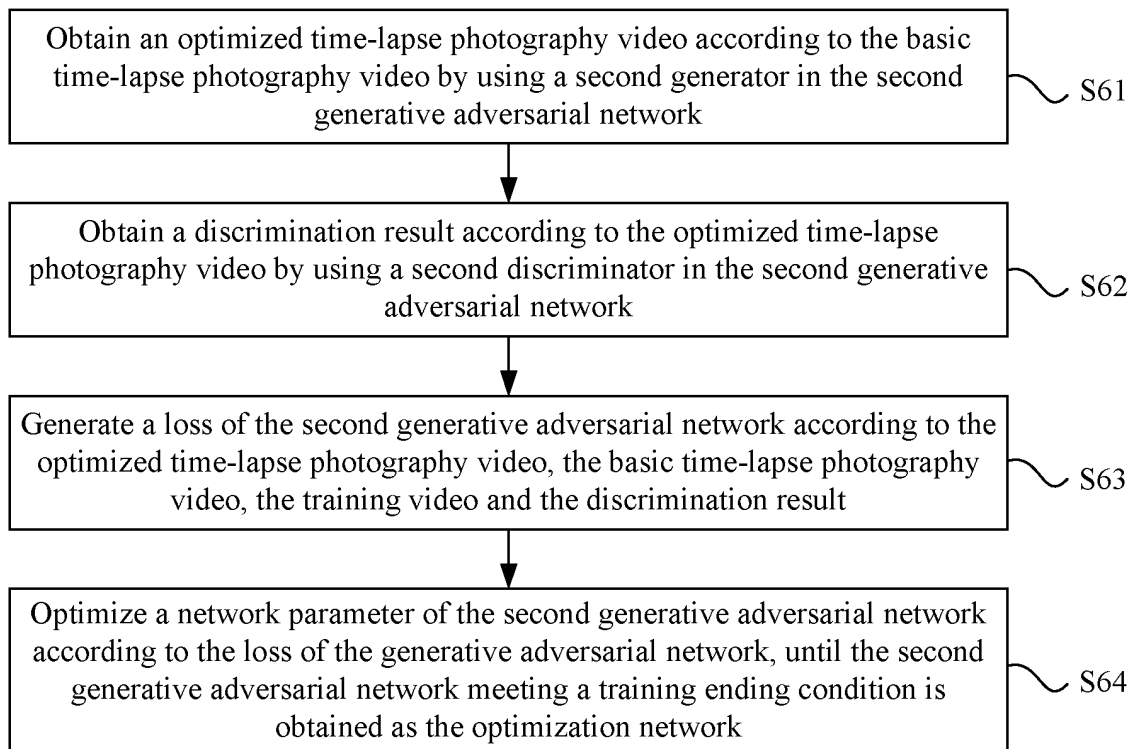 Obtain an optimized time-lapse photography video according to the basic
time-lapse photography video by using a second generator in the second
generative adversarial network
S61
Obtain a discrimination result according to the optimized time-lapse
photography video by using a second discriminator in the second generative
adversarial network
S62
Generate a loss of the second generative adversarial network according to the
optimized time-lapse photography video, the basic time-lapse photography
video, the training video and the discrimination result
S63
Optimize a network parameter of the second generative adversarial network
according to the loss of the generative adversarial network, until the second
generative adversarial network meeting a training ending condition is
obtained as the optimization network
S64